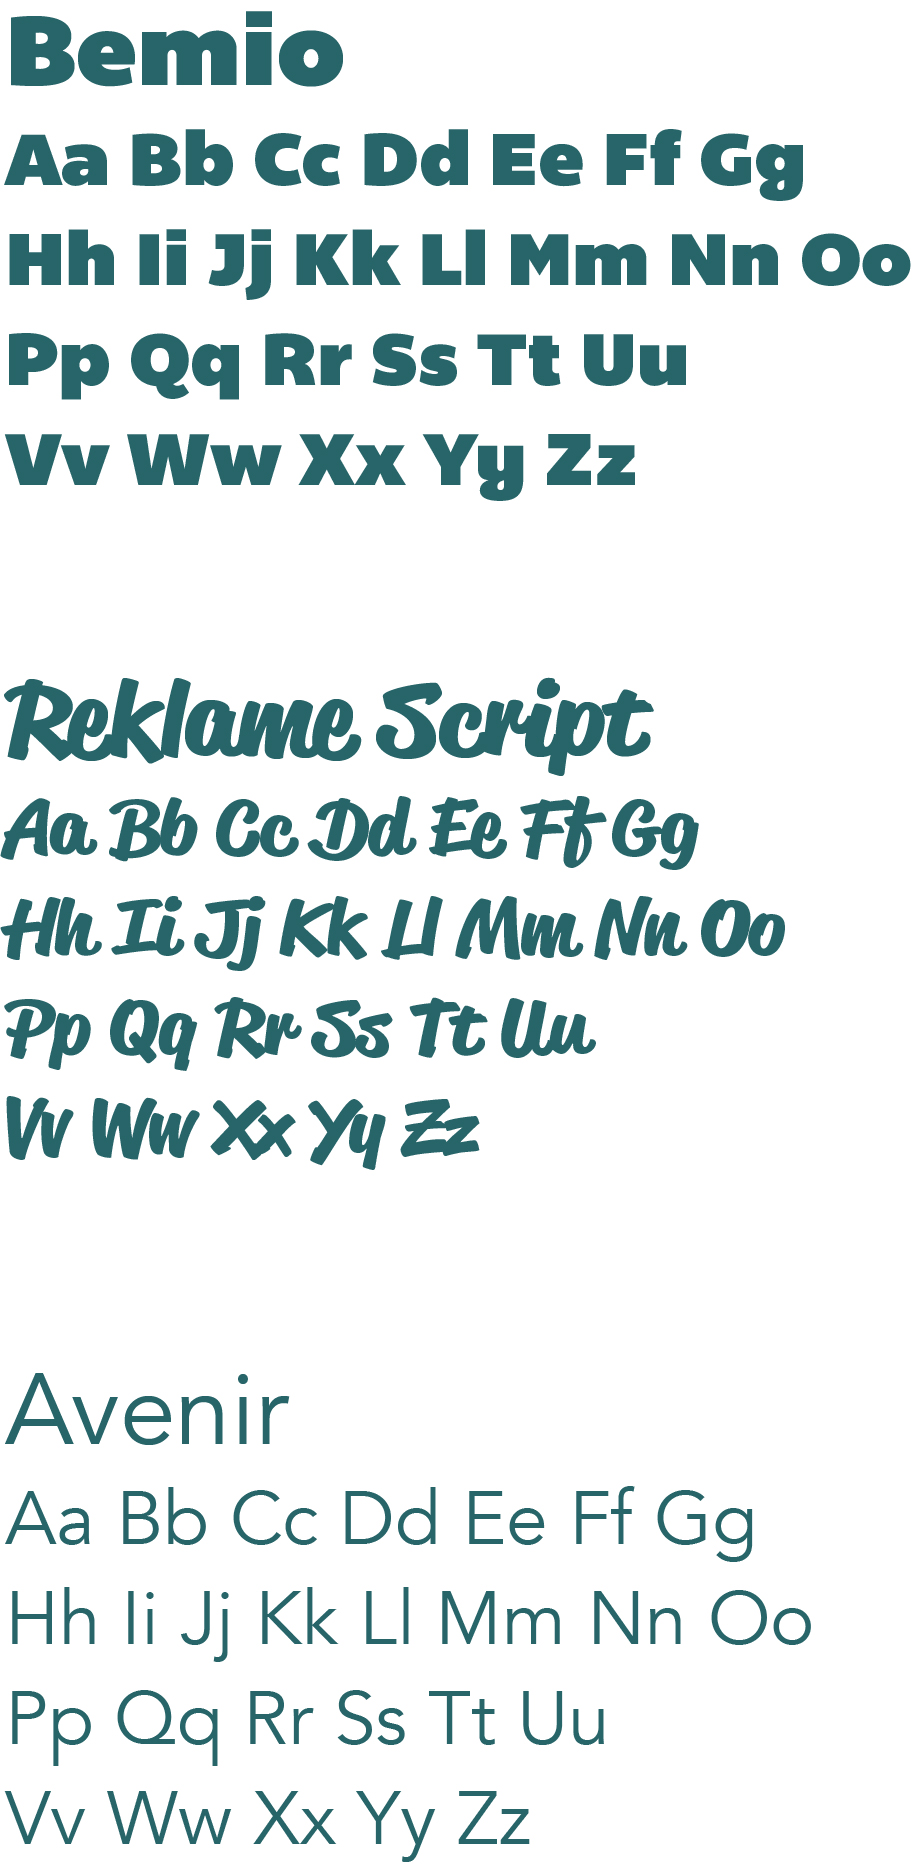 Bemio
Aa Bb Cc Dd Ee Ff Gg
Hh Ii Jj Kk Ll Mm Nn Oo
Pp Qq Rr Ss Tt Uu
Vv Ww Xx Yy Zz
Reklame Script
Aa Bb Cc Dd Ee Ff Gg
Hh Ii Jj Kk Ll Mm Nn Oo
Pp Qq Rr Ss Tt Uu
Vv Ww Xx Yy Zz
Avenir
Aa Bb Cc Dd Ee Ff Gg
Hh Ii Jj Kk Ll Mm Nn Oo
Pp Qq Rr Ss Tt Uu
Vv Ww Xx Yy Zz